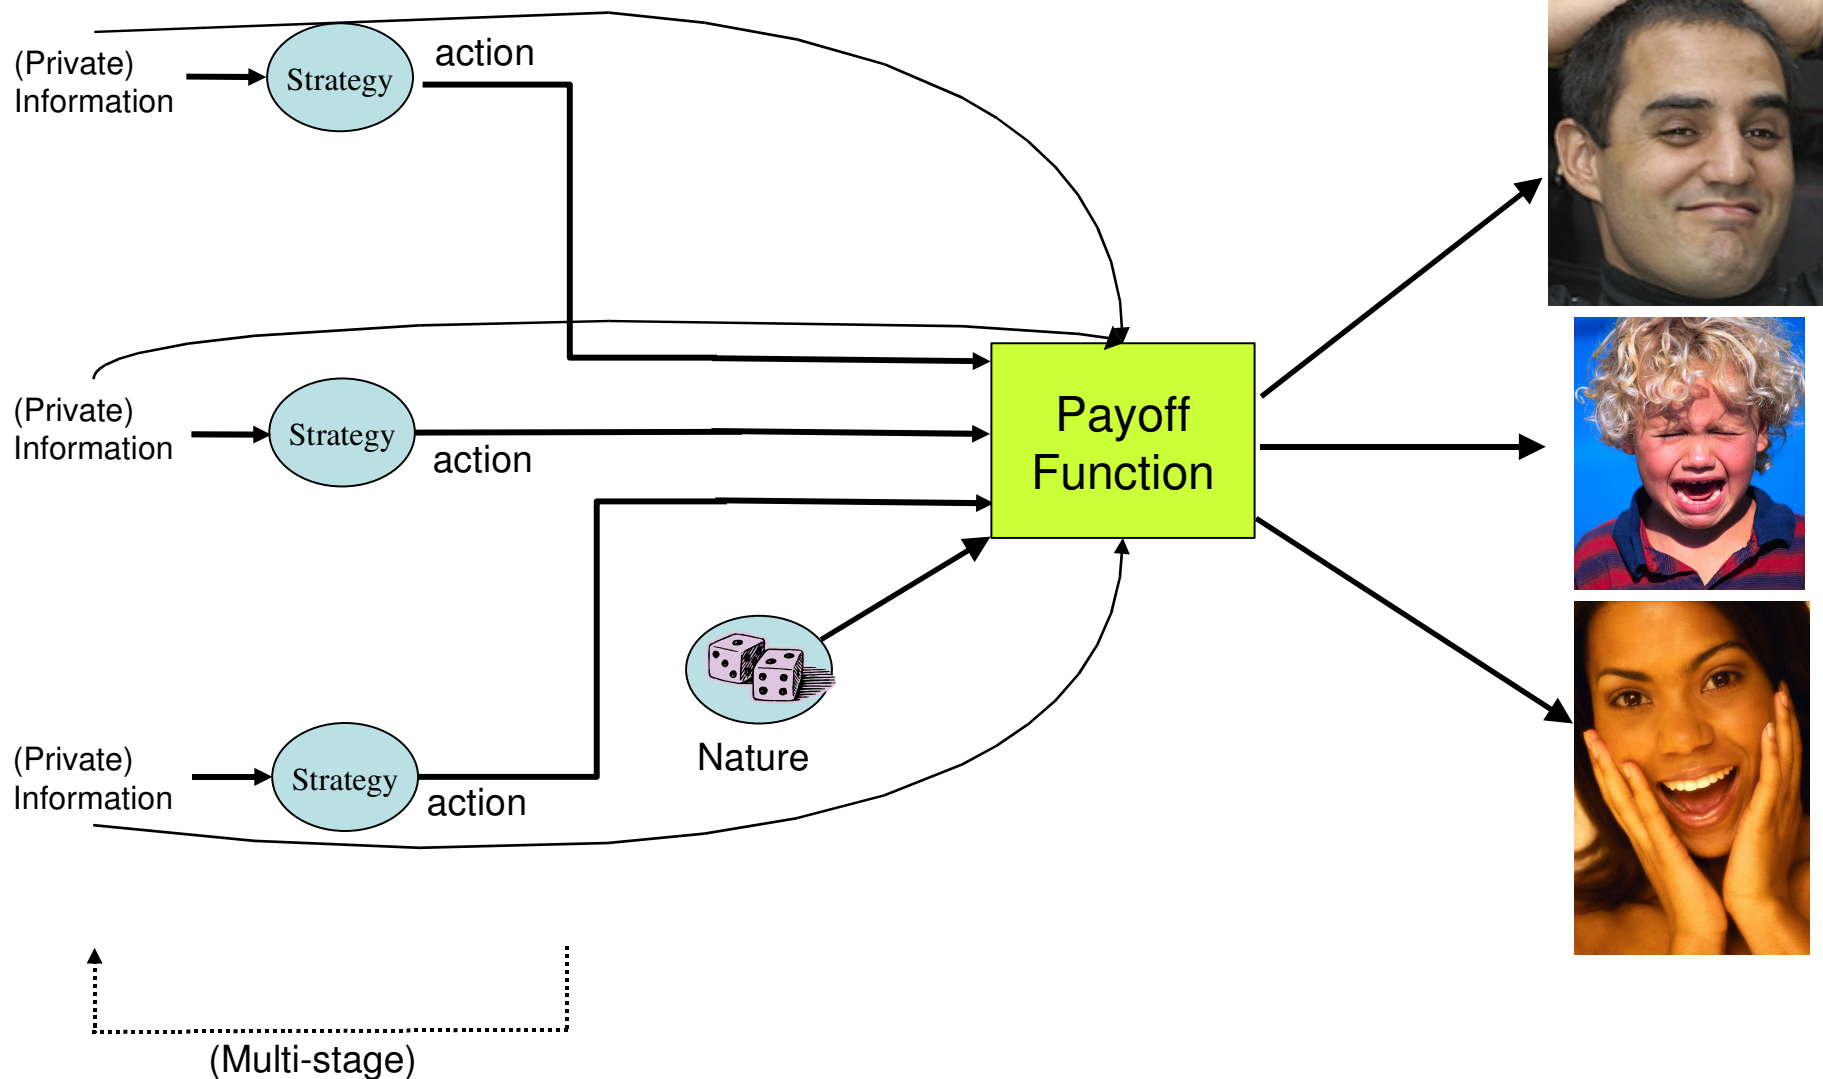 (Private)
Information
Strategy
action
(Private)
Information
Strategy
action
Payoff
Function
(Private)
Information
Strategy
action
Nature
(Multi-stage)